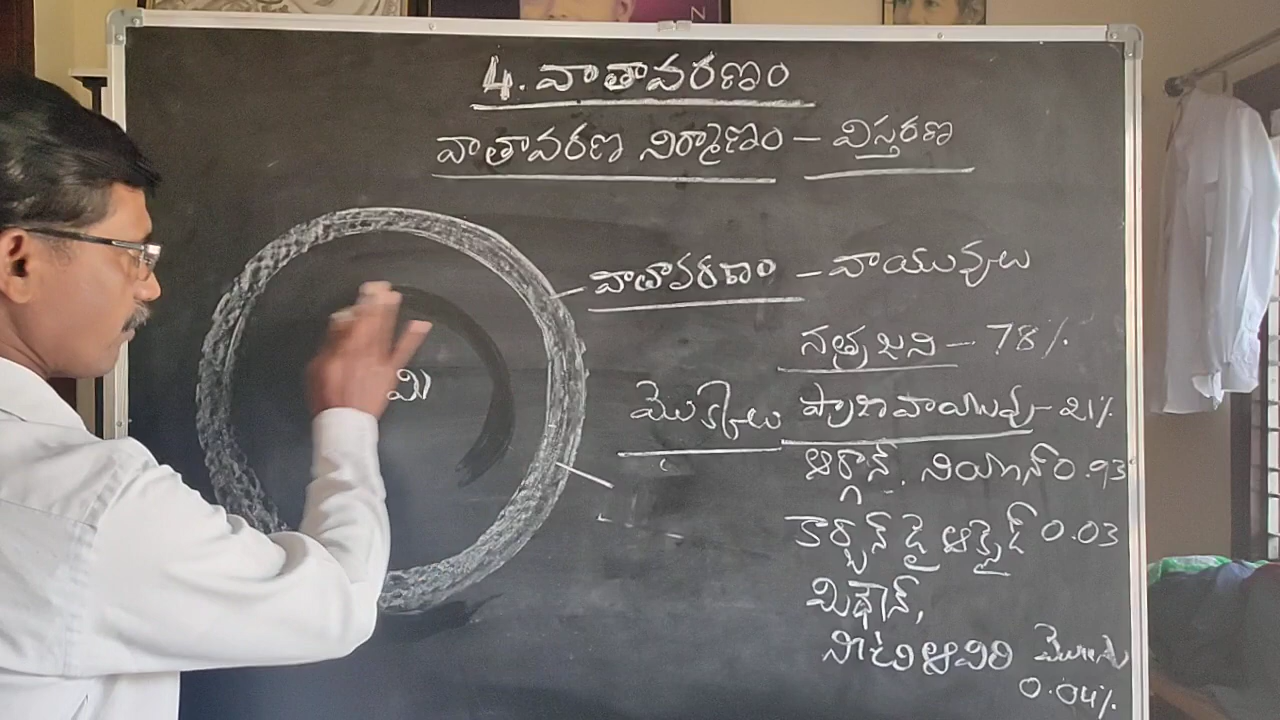 4. వాతావరణం
వాతావరణ నిర్మాణం - విస్తరణ
వాతావరణం - వాయువులు
నత్రజని - 78%
మొక్కలు ప్రాణవాయువు - 21%
మి
ఆర్గాన్, నియాన్ 0.93
కార్బన్ డై ఆక్సైడ్ 0.03
మిథేన్,
నీటి ఆవిరి
0.04%
N